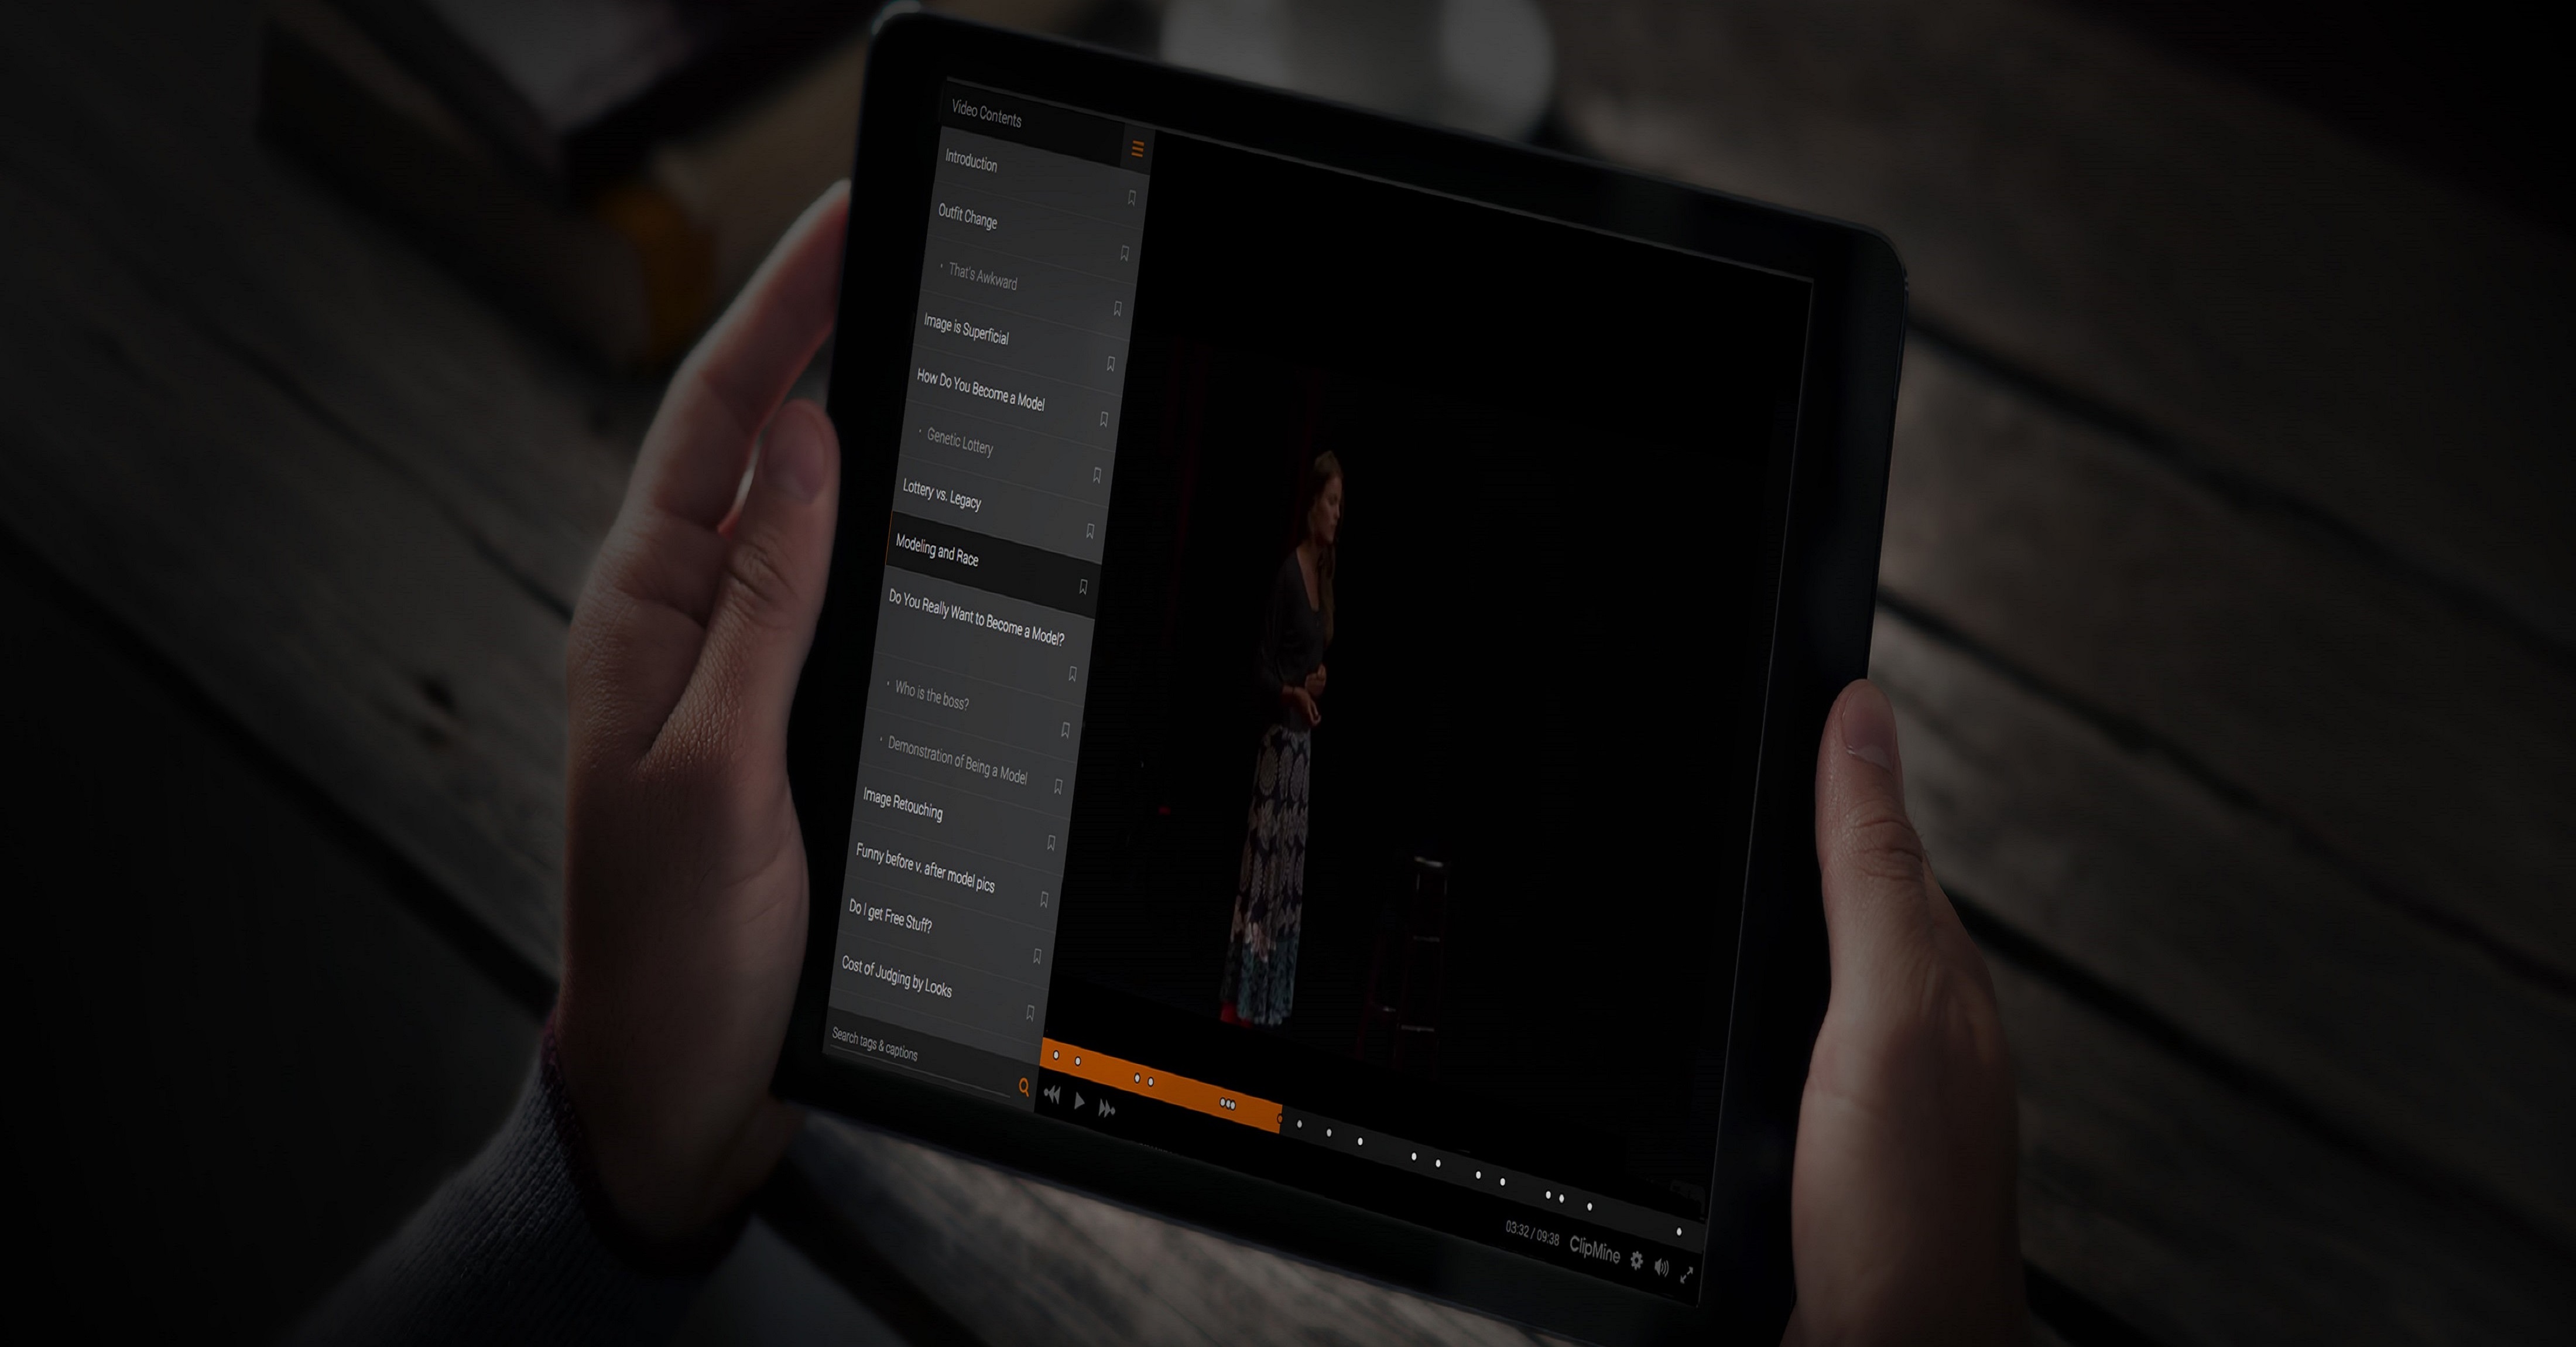 Video Contents
Introduction
Outfit Change
That's Awkward
Image is Superficial
How Do You Become a Model
Genetic Lottery
Lottery vs. Legacy
Modeling and Race
Do You Really Want to Become a Model?
Who is the boss?
Demonstration of Being a Model
Image Retouching
Funny before v. after model pics
Do I get Free Stuff?
Cost of Judging by Looks
Search tags & captions
03:32 / 09:38 ClipMine